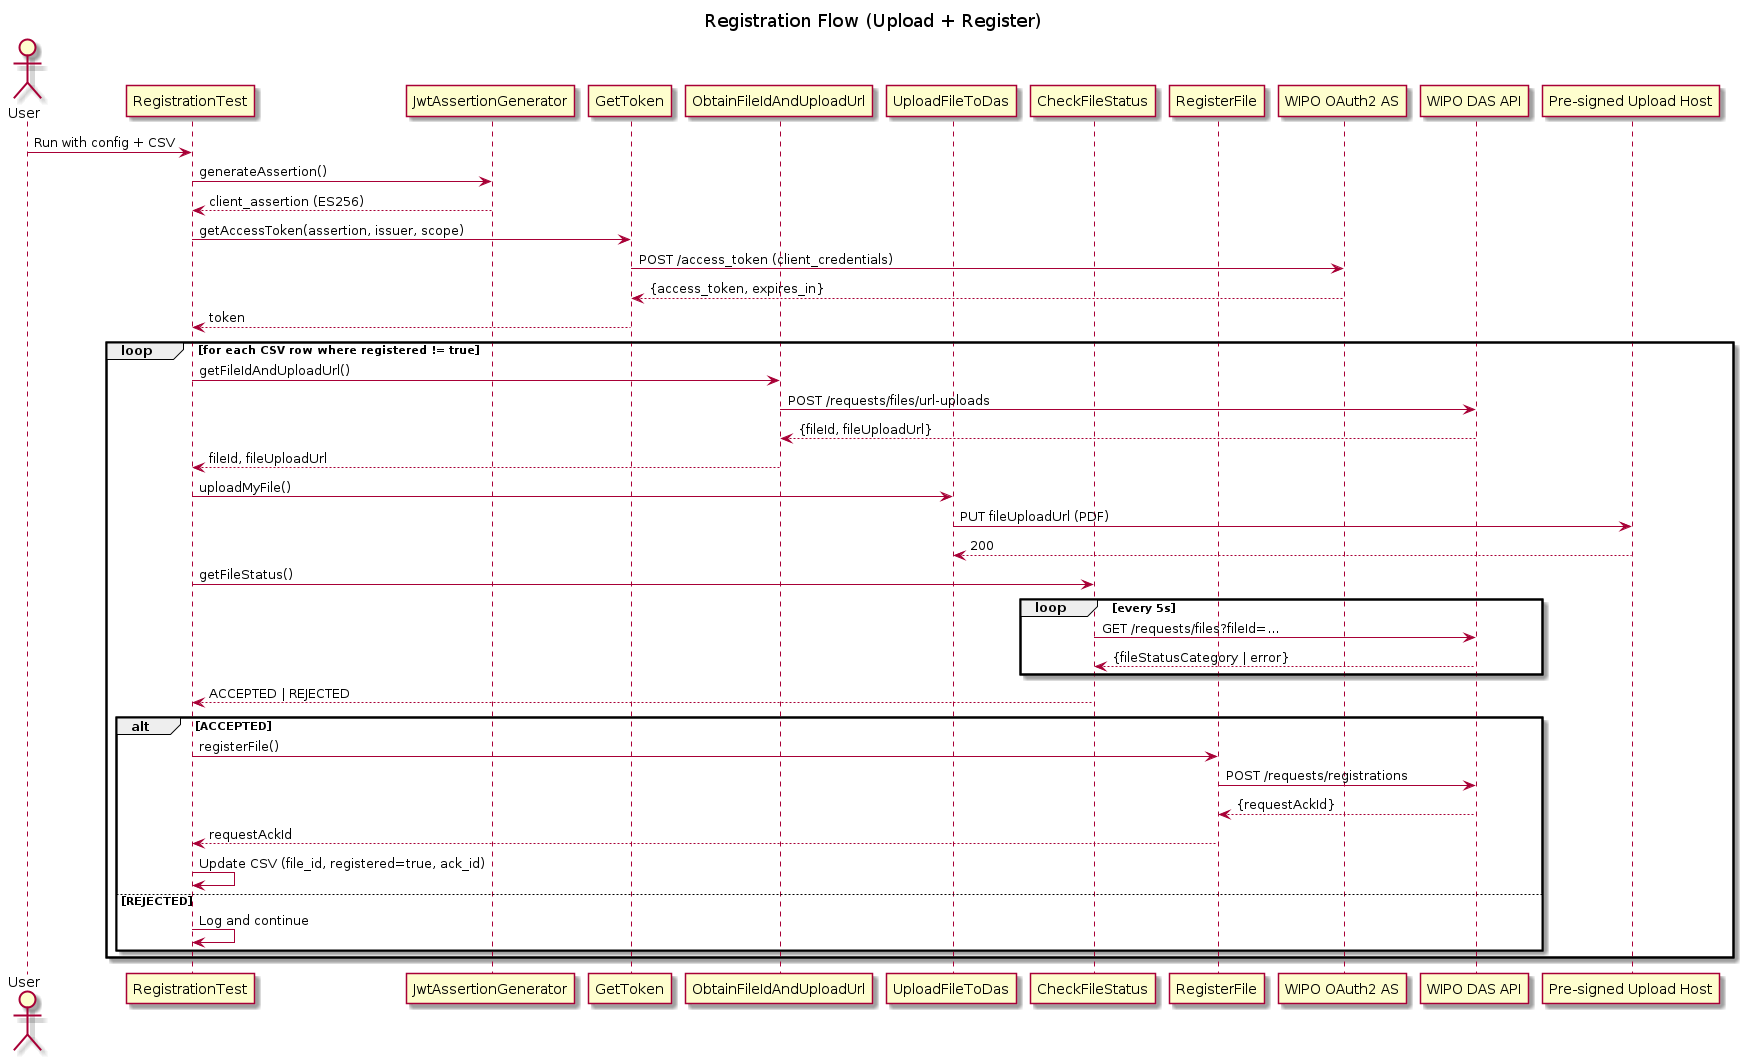 Registration Flow (Upload + Register)
User
RegistrationTest
JwtAssertionGenerator
GetToken
ObtainFileIdAndUploadUrl
UploadFileToDas
CheckFileStatus
RegisterFile
WIPO OAuth2 AS
WIPO DAS API
Pre-signed Upload Host
Run with config + CSV
generateAssertion()
client_assertion (ES256)
getAccessToken(assertion, issuer, scope)
POST /access_token (client_credentials)
{access_token, expires_in}
token
loop [for each CSV row where registered != true]
getFileIdAndUploadUrl()
POST /requests/files/url-uploads
{fileId, fileUploadUrl}
fileId, fileUploadUrl
uploadMyFile()
PUT fileUploadUrl (PDF)
200
getFileStatus()
loop [every 5s]
GET /requests/files?fileId=...
{fileStatusCategory | error}
ACCEPTED | REJECTED
alt [ACCEPTED]
registerFile()
POST /requests/registrations
{requestAckId}
requestAckId
Update CSV (file_id, registered=true, ack_id)
[REJECTED]
Log and continue
User
RegistrationTest
JwtAssertionGenerator
GetToken
ObtainFileIdAndUploadUrl
UploadFileToDas
CheckFileStatus
RegisterFile
WIPO OAuth2 AS
WIPO DAS API
Pre-signed Upload Host